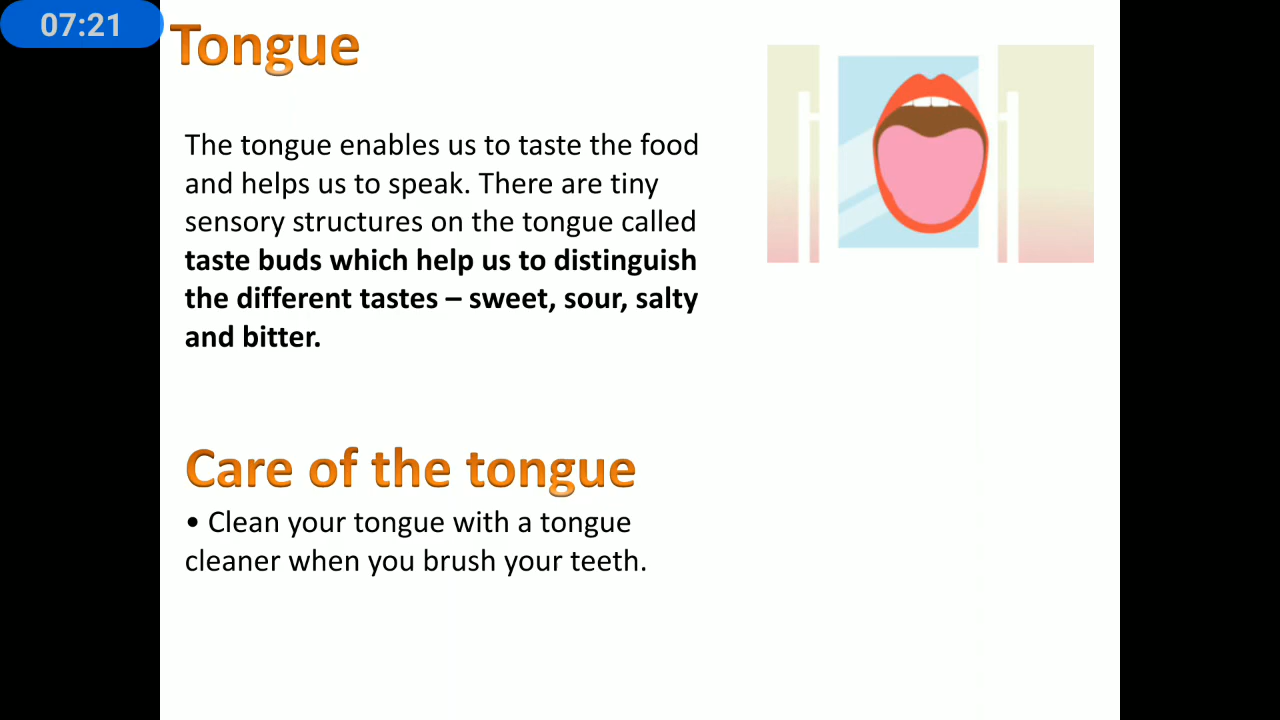 07:21
Tongue
The tongue enables us to taste the food
and helps us to speak. There are tiny
sensory structures on the tongue called
taste buds which help us to distinguish
the different tastes – sweet, sour, salty
and bitter.
Care of the tongue
• Clean your tongue with a tongue
cleaner when you brush your teeth.